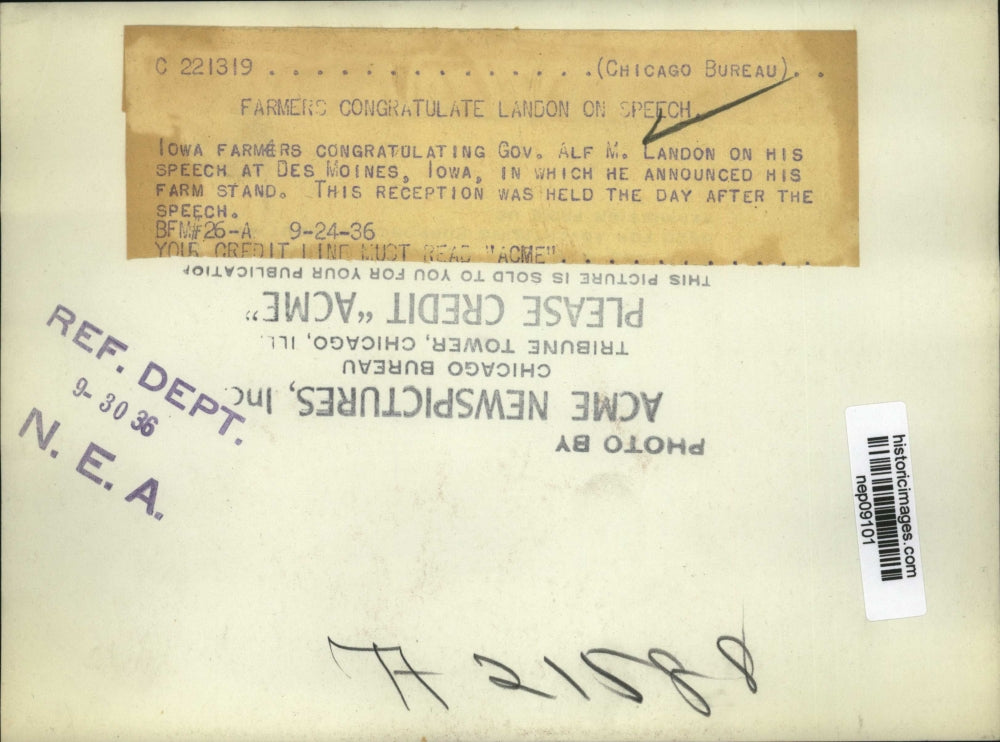 C 221319 . . . . . . . . . . . . . . .(CHICAGO BUREAU). . .
FARMERS CONGRATULATE LANDON ON SPEECH.
IOWA FARMERS CONGRATULATING GOV. ALF M. LANDON ON HIS
SPEECH AT DES MOINES, IOWA, IN WHICH HE ANNOUNCED HIS
FARM STAND. THIS RECEPTION WAS HELD THE DAY AFTER THE
SPEECH.
BFM#26-A 9-24-36
YOUR CREDIT LINE MUST READ "ACME". . . . . . . . . . . .
PHOTO BY
ACME NEWSPICTURES, Inc.
CHICAGO BUREAU
TRIBUNE TOWER, CHICAGO, ILL.
PLEASE CREDIT "ACME"
THIS PICTURE IS SOLD TO YOU FOR YOUR PUBLICATION
REF. DEPT.
9-30 36
N. E. A.
historicimages.com
nep09101